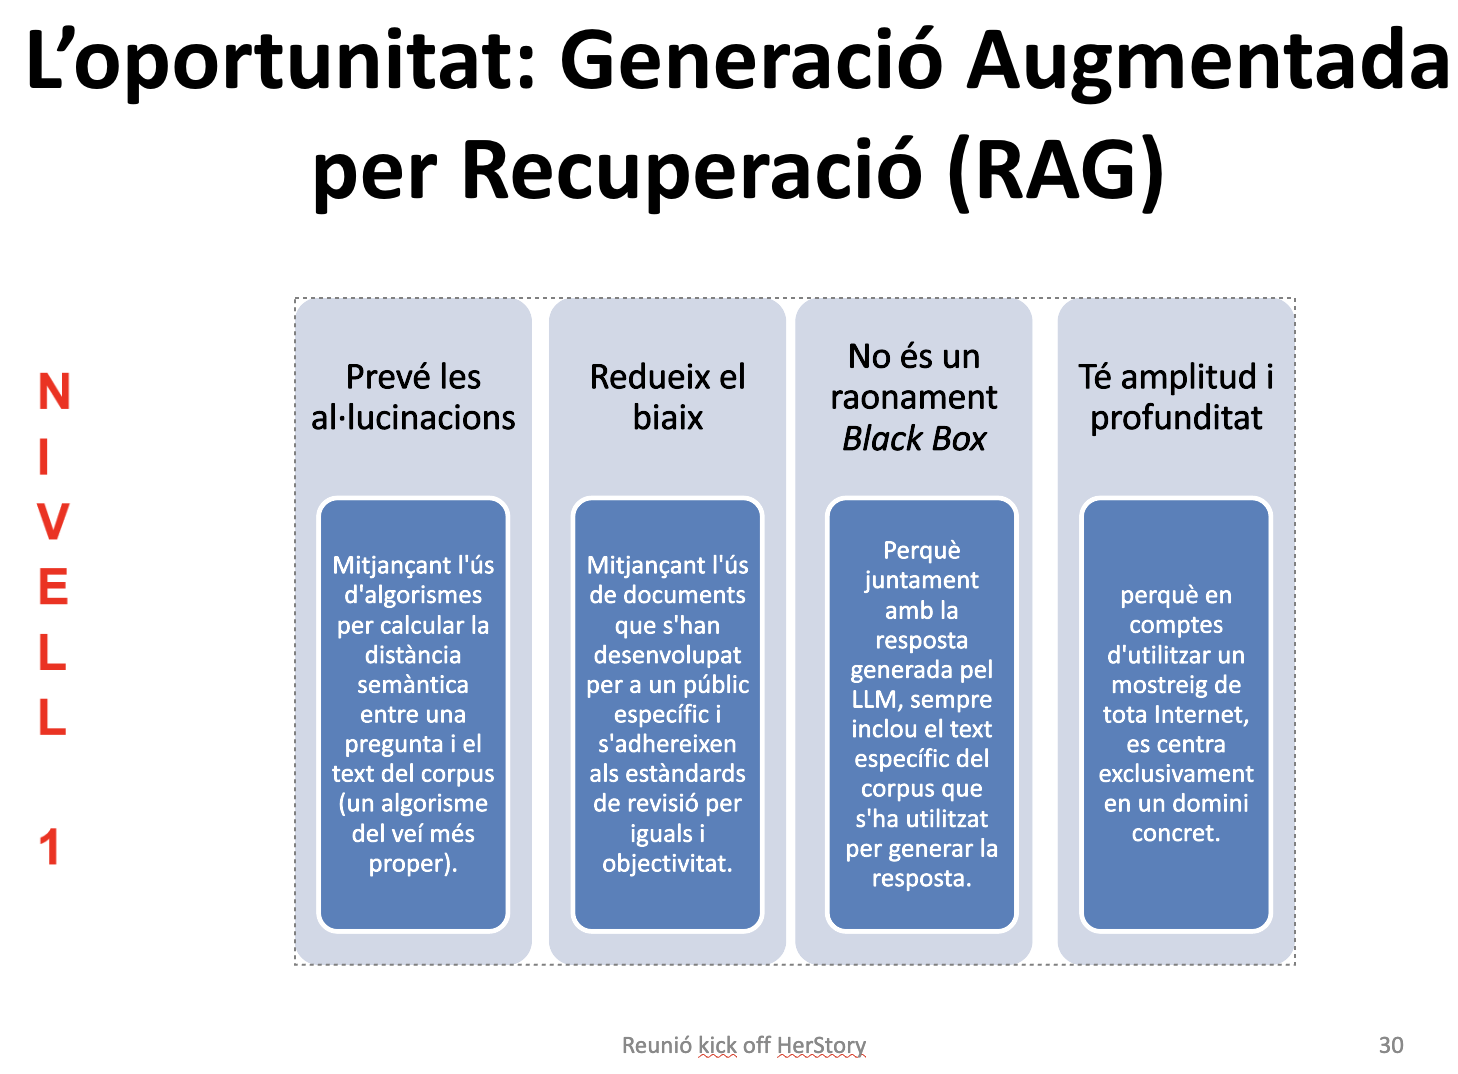 L’oportunitat: Generació Augmentada
per Recuperació (RAG)
N
I
V
E
L
L
1
Prevé les
al·lucinacions
Mitjançant l'ús
d'algorismes
per calcular la
distància
semàntica
entre una
pregunta i el
text del corpus
(un algorisme
del veí més
proper).
Redueix el
biaix
Mitjançant l'ús
de documents
que s'han
desenvolupat
per a un públic
específic i
s'adhereixen
als estàndards
de revisió per
iguals i
objectivitat.
No és un
raonament
Black Box
Perquè
juntament
amb la
resposta
generada pel
LLM, sempre
inclou el text
específic del
corpus que
s'ha utilitzat
per generar la
resposta.
Té amplitud i
profunditat
perquè en
comptes
d'utilitzar un
mostreig de
tota Internet,
es centra
exclusivament
en un domini
concret.
Reunió kick off HerStory
30